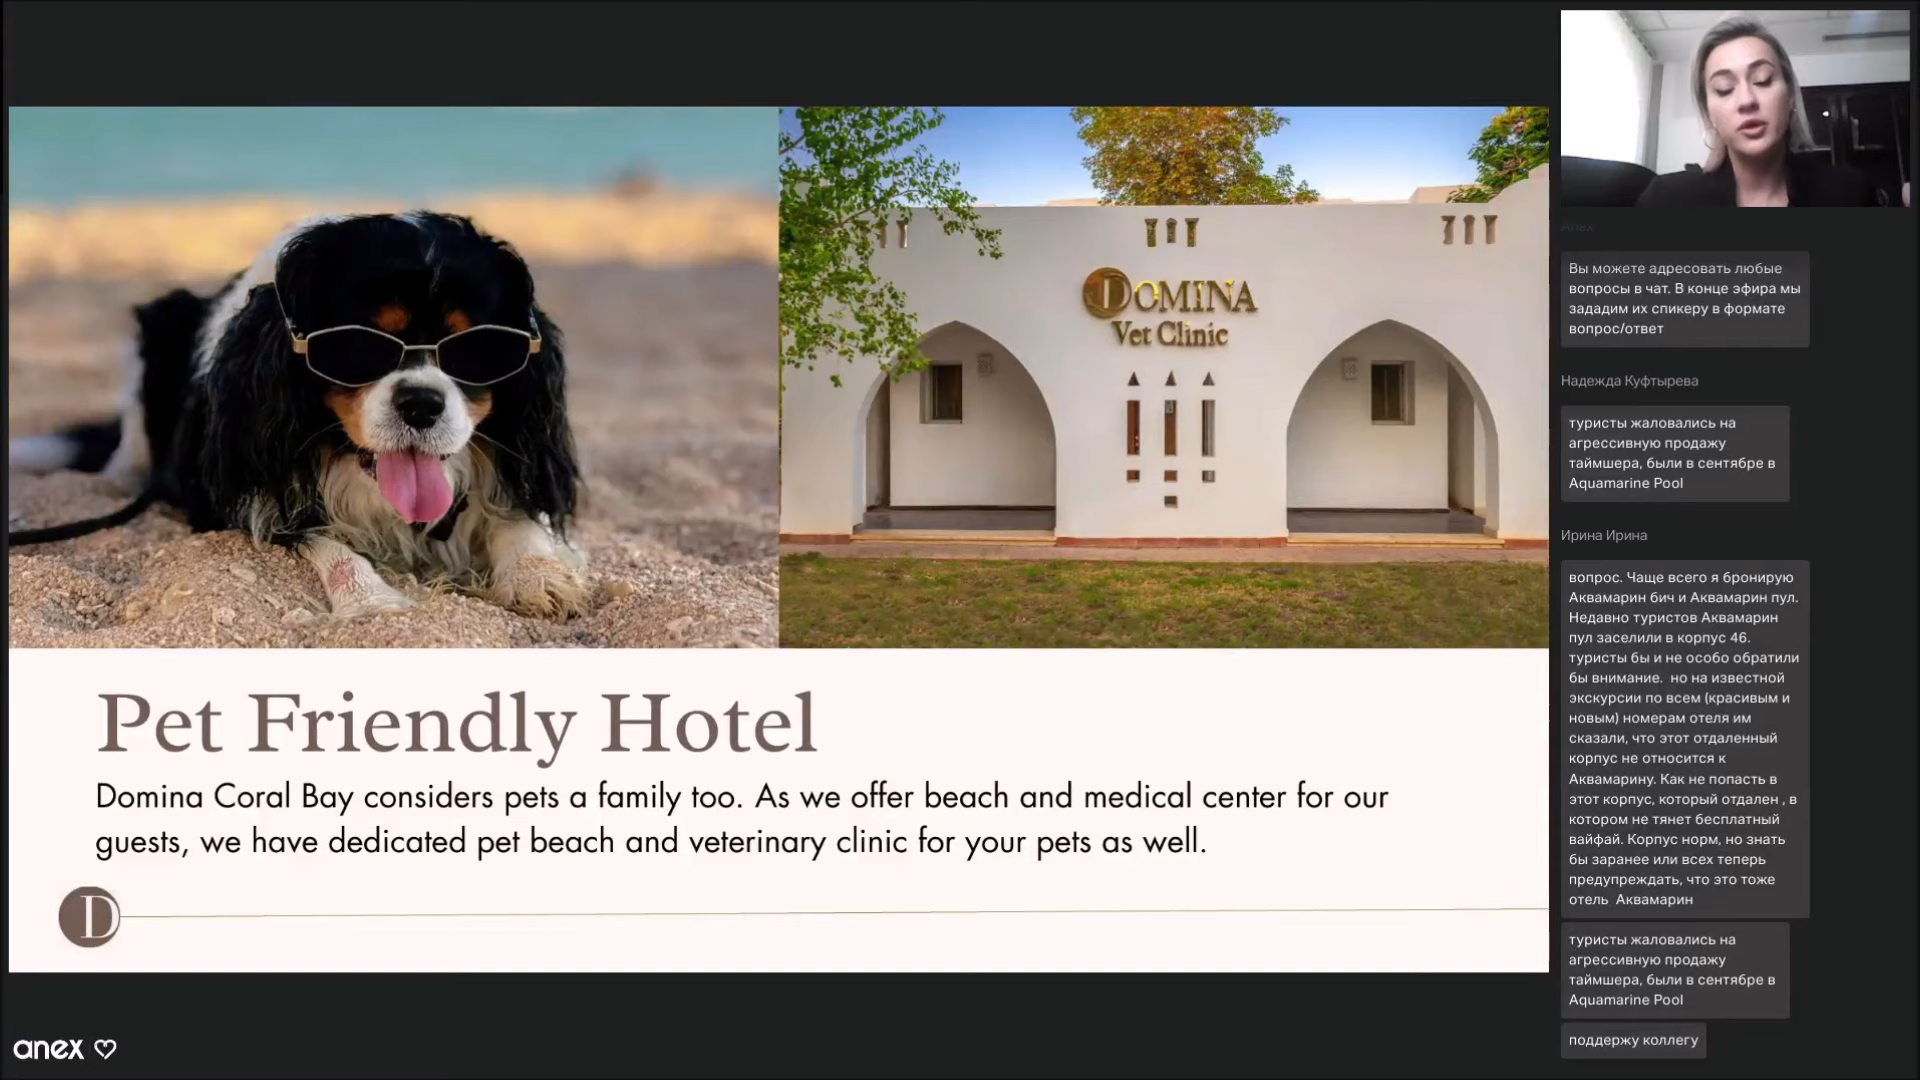 DOMINA
Vet Clinic
Pet Friendly Hotel
Domina Coral Bay considers pets a family too. As we offer beach and medical center for our
guests, we have dedicated pet beach and veterinary clinic for your pets as well.
D
anex
Anex
Вы можете адресовать любые
вопросы в чат. В конце эфира мы
зададим их спикеру в формате
вопрос/ответ
Надежда Куфтырева
туристы жаловались на
агрессивную продажу
таймшера, были в сентябре в
Aquamarine Pool
Ирина Ирина
вопрос. Чаще всего я бронирую
Аквамарин бич и Аквамарин пул.
Недавно туристов Аквамарин
пул заселили в корпус 46.
туристы бы и не особо обратили
бы внимание. но на известной
экскурсии по всем (красивым и
новым) номерам отеля им
сказали, что этот отдаленный
корпус не относится к
Аквамарину. Как не попасть в
этот корпус, который отдален , в
котором не тянет бесплатный
вайфай. Корпус норм, но знать
бы заранее или всех теперь
предупреждать, что это тоже
отель Аквамарин
туристы жаловались на
агрессивную продажу
таймшера, были в сентябре в
Aquamarine Pool
поддержу коллегу